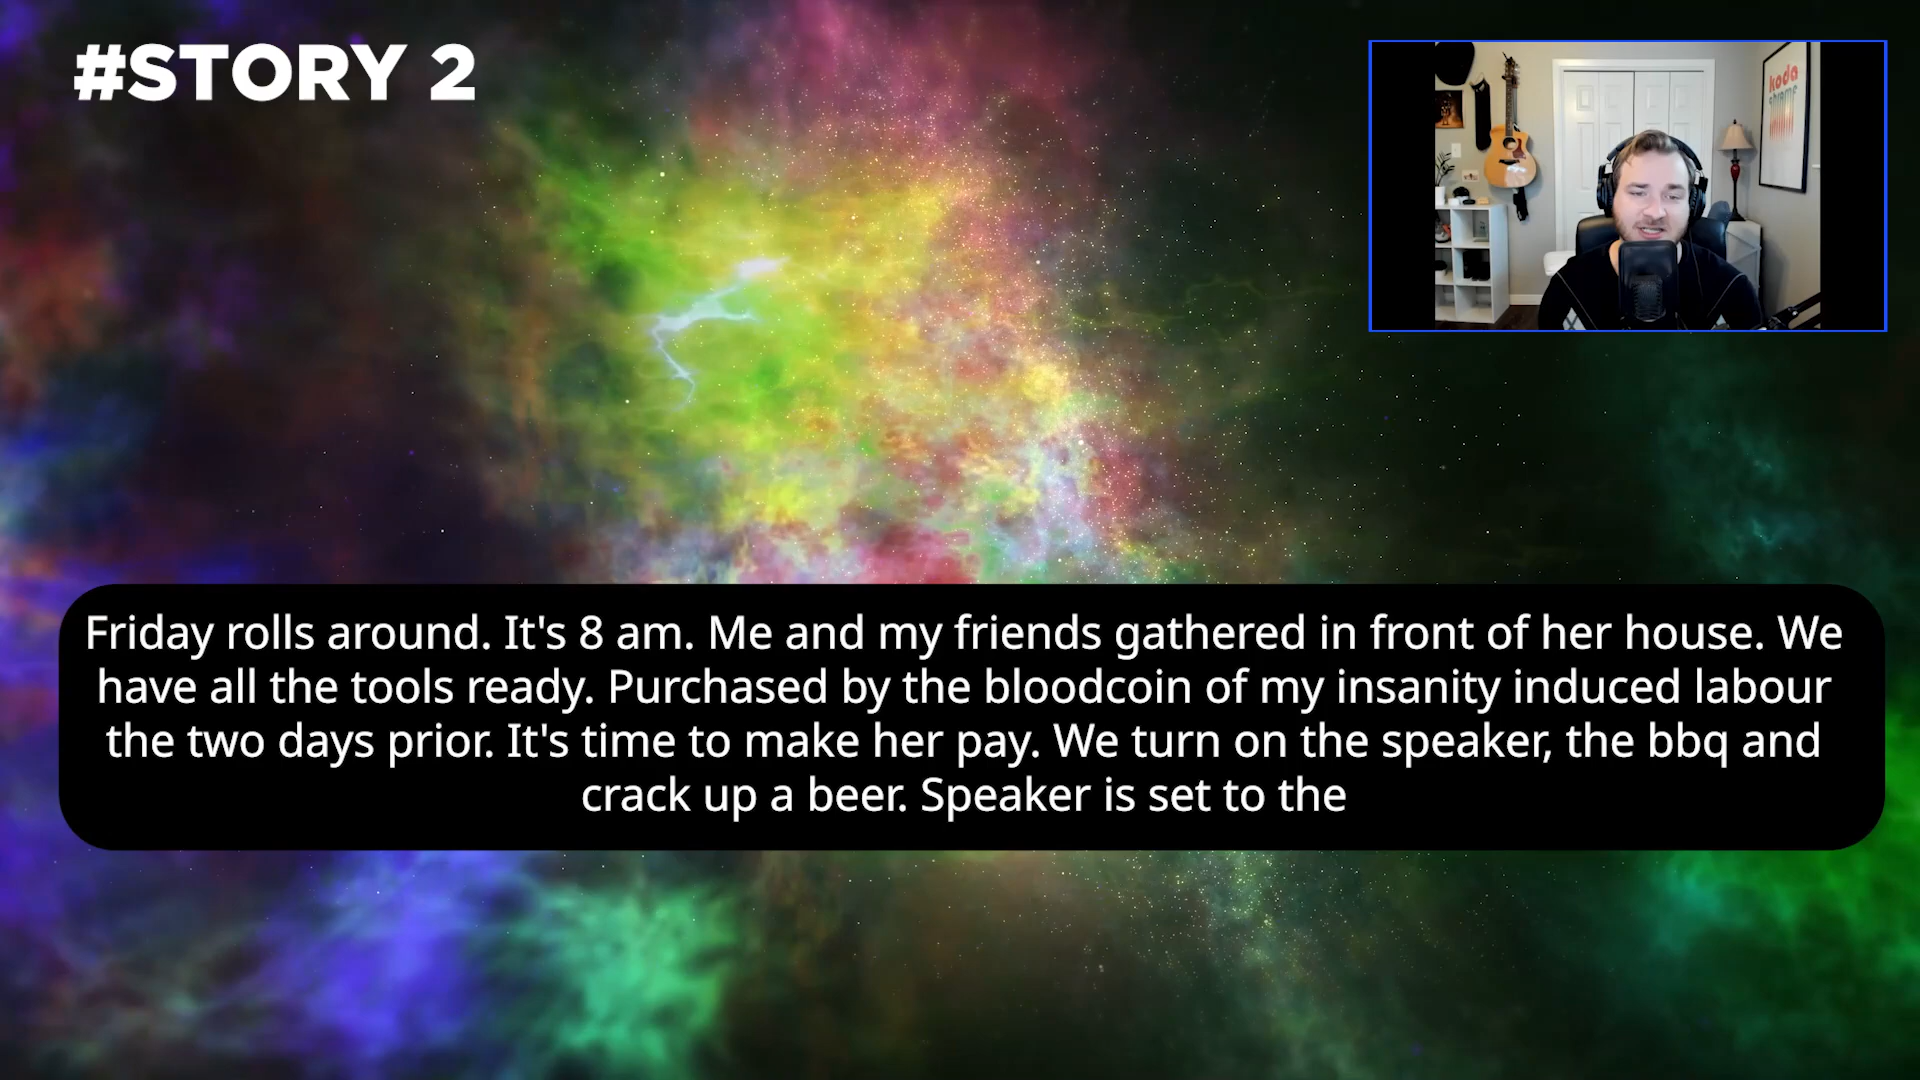 #STORY 2
koda
Friday rolls around. It's 8 am. Me and my friends gathered in front of her house. We
have all the tools ready. Purchased by the bloodcoin of my insanity induced labour
the two days prior. It's time to make her pay. We turn on the speaker, the bbq and
crack up a beer. Speaker is set to the